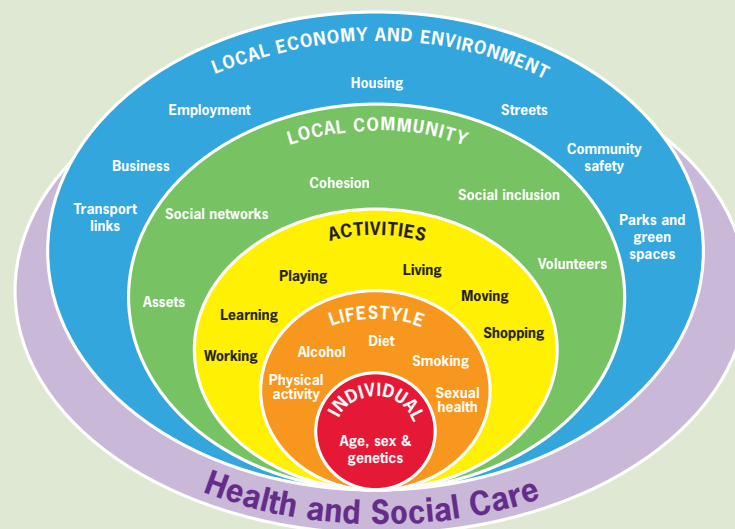 LOCAL ECONOMY AND ENVIRONMENT
Housing
Employment
Streets
Business
Community
safety
Transport
links
Parks and
green
spaces
LOCAL COMMUNITY
Cohesion
Social inclusion
Social networks
Volunteers
Assets
ACTIVITIES
Living
Playing
Moving
Learning
Shopping
Working
LIFESTYLE
Diet
Alcohol
Smoking
Physical
activity
Sexual
health
INDIVIDUAL
Age, sex &
genetics
Health and Social Care